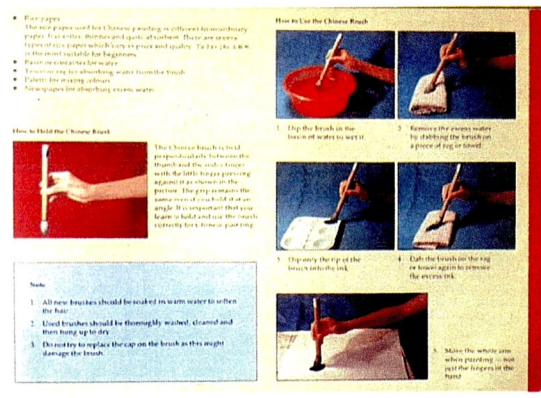 • Rice paper
The rice paper used for Chinese painting is different from ordinary
paper. It is white, thinner and quite absorbent. There are several
types of rice paper which vary in price and quality.
is the most suitable for beginners.
• Basin or container for water
• Towel or rag for absorbing water from the brush
• Palette for mixing colours
• Newspaper for absorbing excess water
How to Hold the Chinese Brush
The Chinese brush is held
perpendicularly between the
thumb and the index finger
with the little finger pressing
against it as shown in the
picture. The grip remains the
same even if you hold it at an
angle. It is important that you
learn to hold and use the brush
correctly for Chinese painting.
Note
1. All new brushes should be soaked in warm water to soften
the hair.
2. Used brushes should be thoroughly washed, cleaned and
then hung up to dry.
3. Do not try to replace the cap on the brush as this might
damage the brush.
How to Use the Chinese Brush
1. Dip the brush in the
basin of water to wet it.
2. Remove the excess water
by dabbing the brush on
a piece of rag or towel.
3. Dip only the tip of the
brush onto the ink.
4. Dab the brush on the rag
or towel again to remove
the excess ink.
5. Move the whole arm
when painting — not
just the fingers or the
hand.